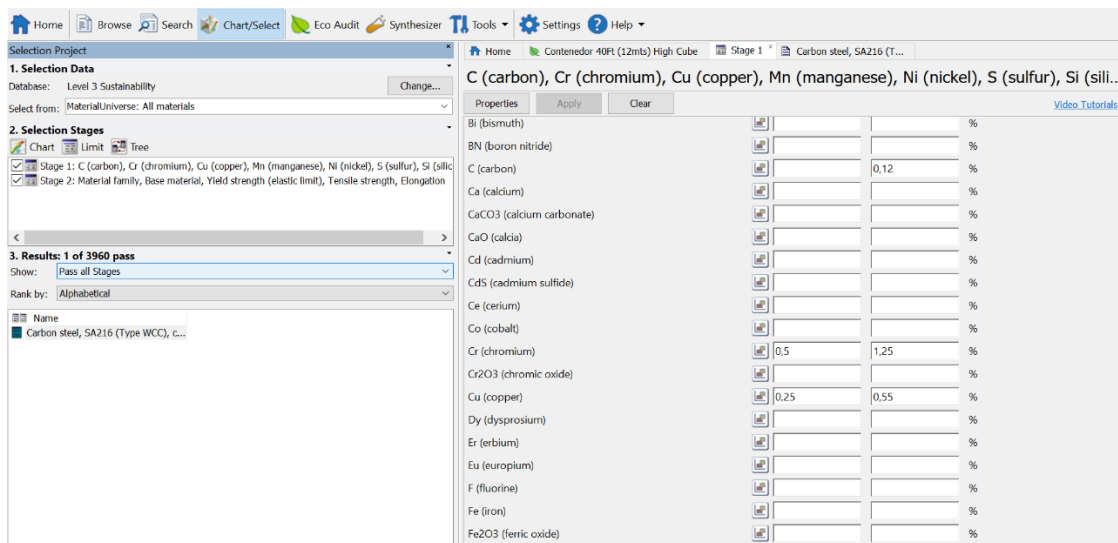 Home Browse Search Chart/Select Eco Audit Synthesizer Tools Settings Help
Selection Project
1. Selection Data
Database: Level 3 Sustainability Change...
Select from: MaterialUniverse: All materials
2. Selection Stages
Chart Limit Tree
Stage 1: C (carbon), Cr (chromium), Cu (copper), Mn (manganese), Ni (nickel), S (sulfur), Si (silic
Stage 2: Material family, Base material, Yield strength (elastic limit), Tensile strength, Elongation
3. Results: 1 of 3960 pass
Show: Pass all Stages
Rank by: Alphabetical
Name
Carbon steel, SA216 (Type WCC), c...
Home Contenedor 40Ft (12mts) High Cube Stage 1 Carbon steel, SA216 (T...
C (carbon), Cr (chromium), Cu (copper), Mn (manganese), Ni (nickel), S (sulfur), Si (sili...
Properties Apply Clear Video Tutorials
Bi (bismuth) %
BN (boron nitride) %
C (carbon) 0,12 %
Ca (calcium) %
CaCO3 (calcium carbonate) %
CaO (calcia) %
Cd (cadmium) %
CdS (cadmium sulfide) %
Ce (cerium) %
Co (cobalt) %
Cr (chromium) 0,5 1,25 %
Cr2O3 (chromic oxide) %
Cu (copper) 0,25 0,55 %
Dy (dysprosium) %
Er (erbium) %
Eu (europium) %
F (fluorine) %
Fe (iron) %
Fe2O3 (ferric oxide) %